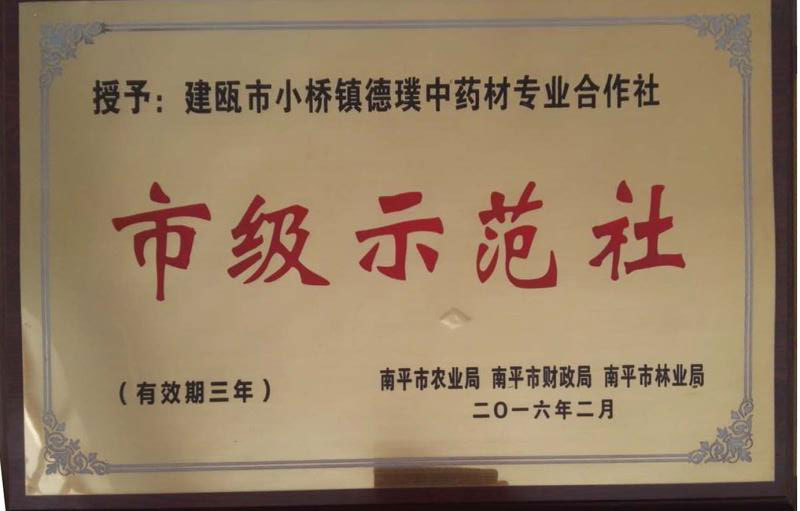 授予：建瓯市小桥镇德璞中药材专业合作社
市级示范社
（有效期三年）
南平市农业局 南平市财政局 南平市林业局
二〇一六年二月